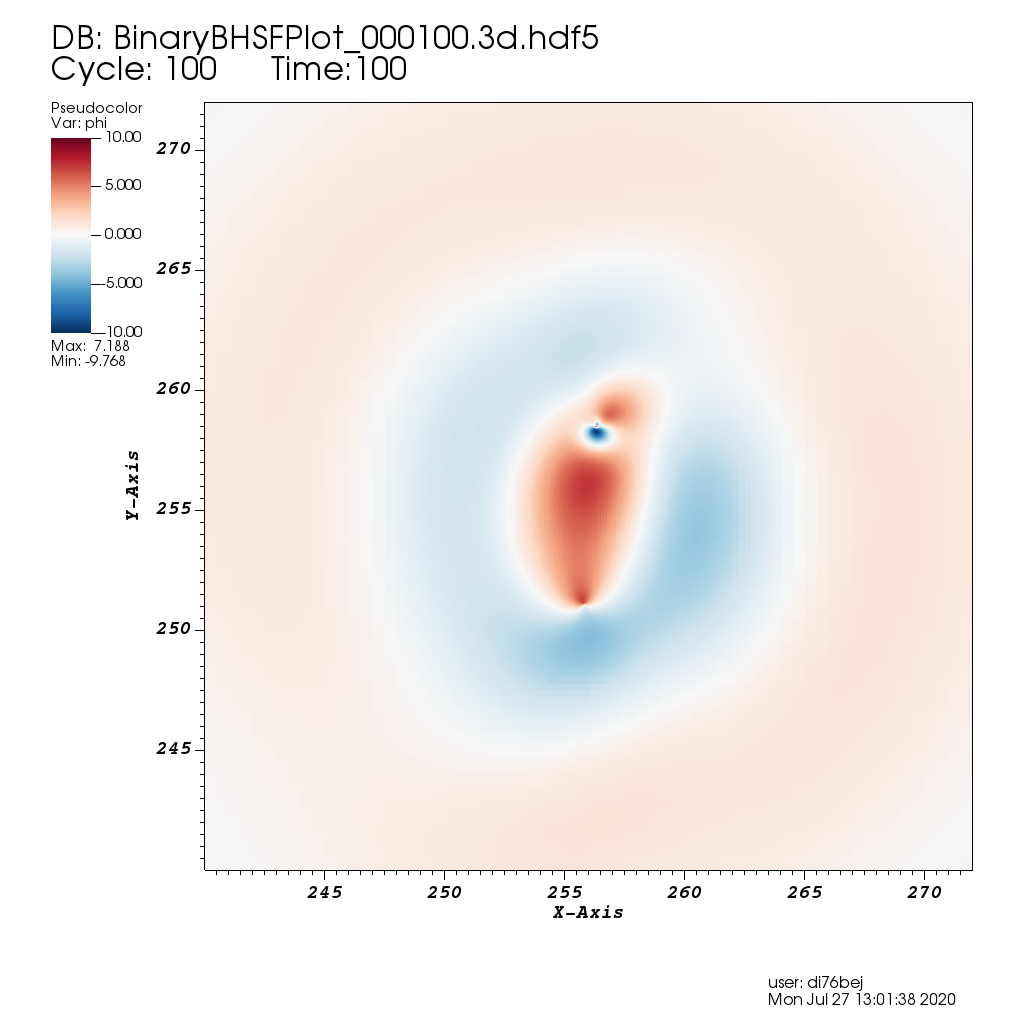 DB: BinaryBHSFPlot_000100.3d.hdf5
Cycle: 100 Time:100
Pseudocolor
Var: phi
10.00
5.000
0.000
-5.000
-10.00
Max: 7.188
Min: -9.768
270
265
260
255
250
245
Y-Axis
245 250 255 260 265 270
X-Axis
user: di76bej
Mon Jul 27 13:01:38 2020